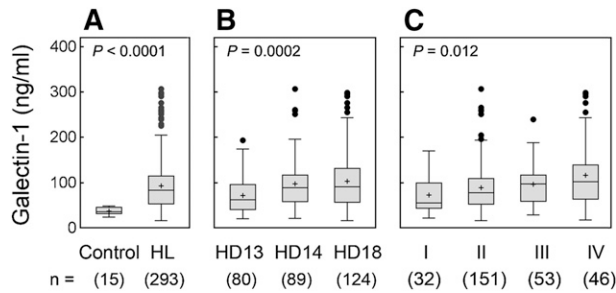 A B C
Galectin-1 (ng/ml)
400
300
200
100
0
P < 0.0001 P = 0.0002 P = 0.012
Control HL HD13 HD14 HD18 I II III IV
n = (15) (293) (80) (89) (124) (32) (151) (53) (46)